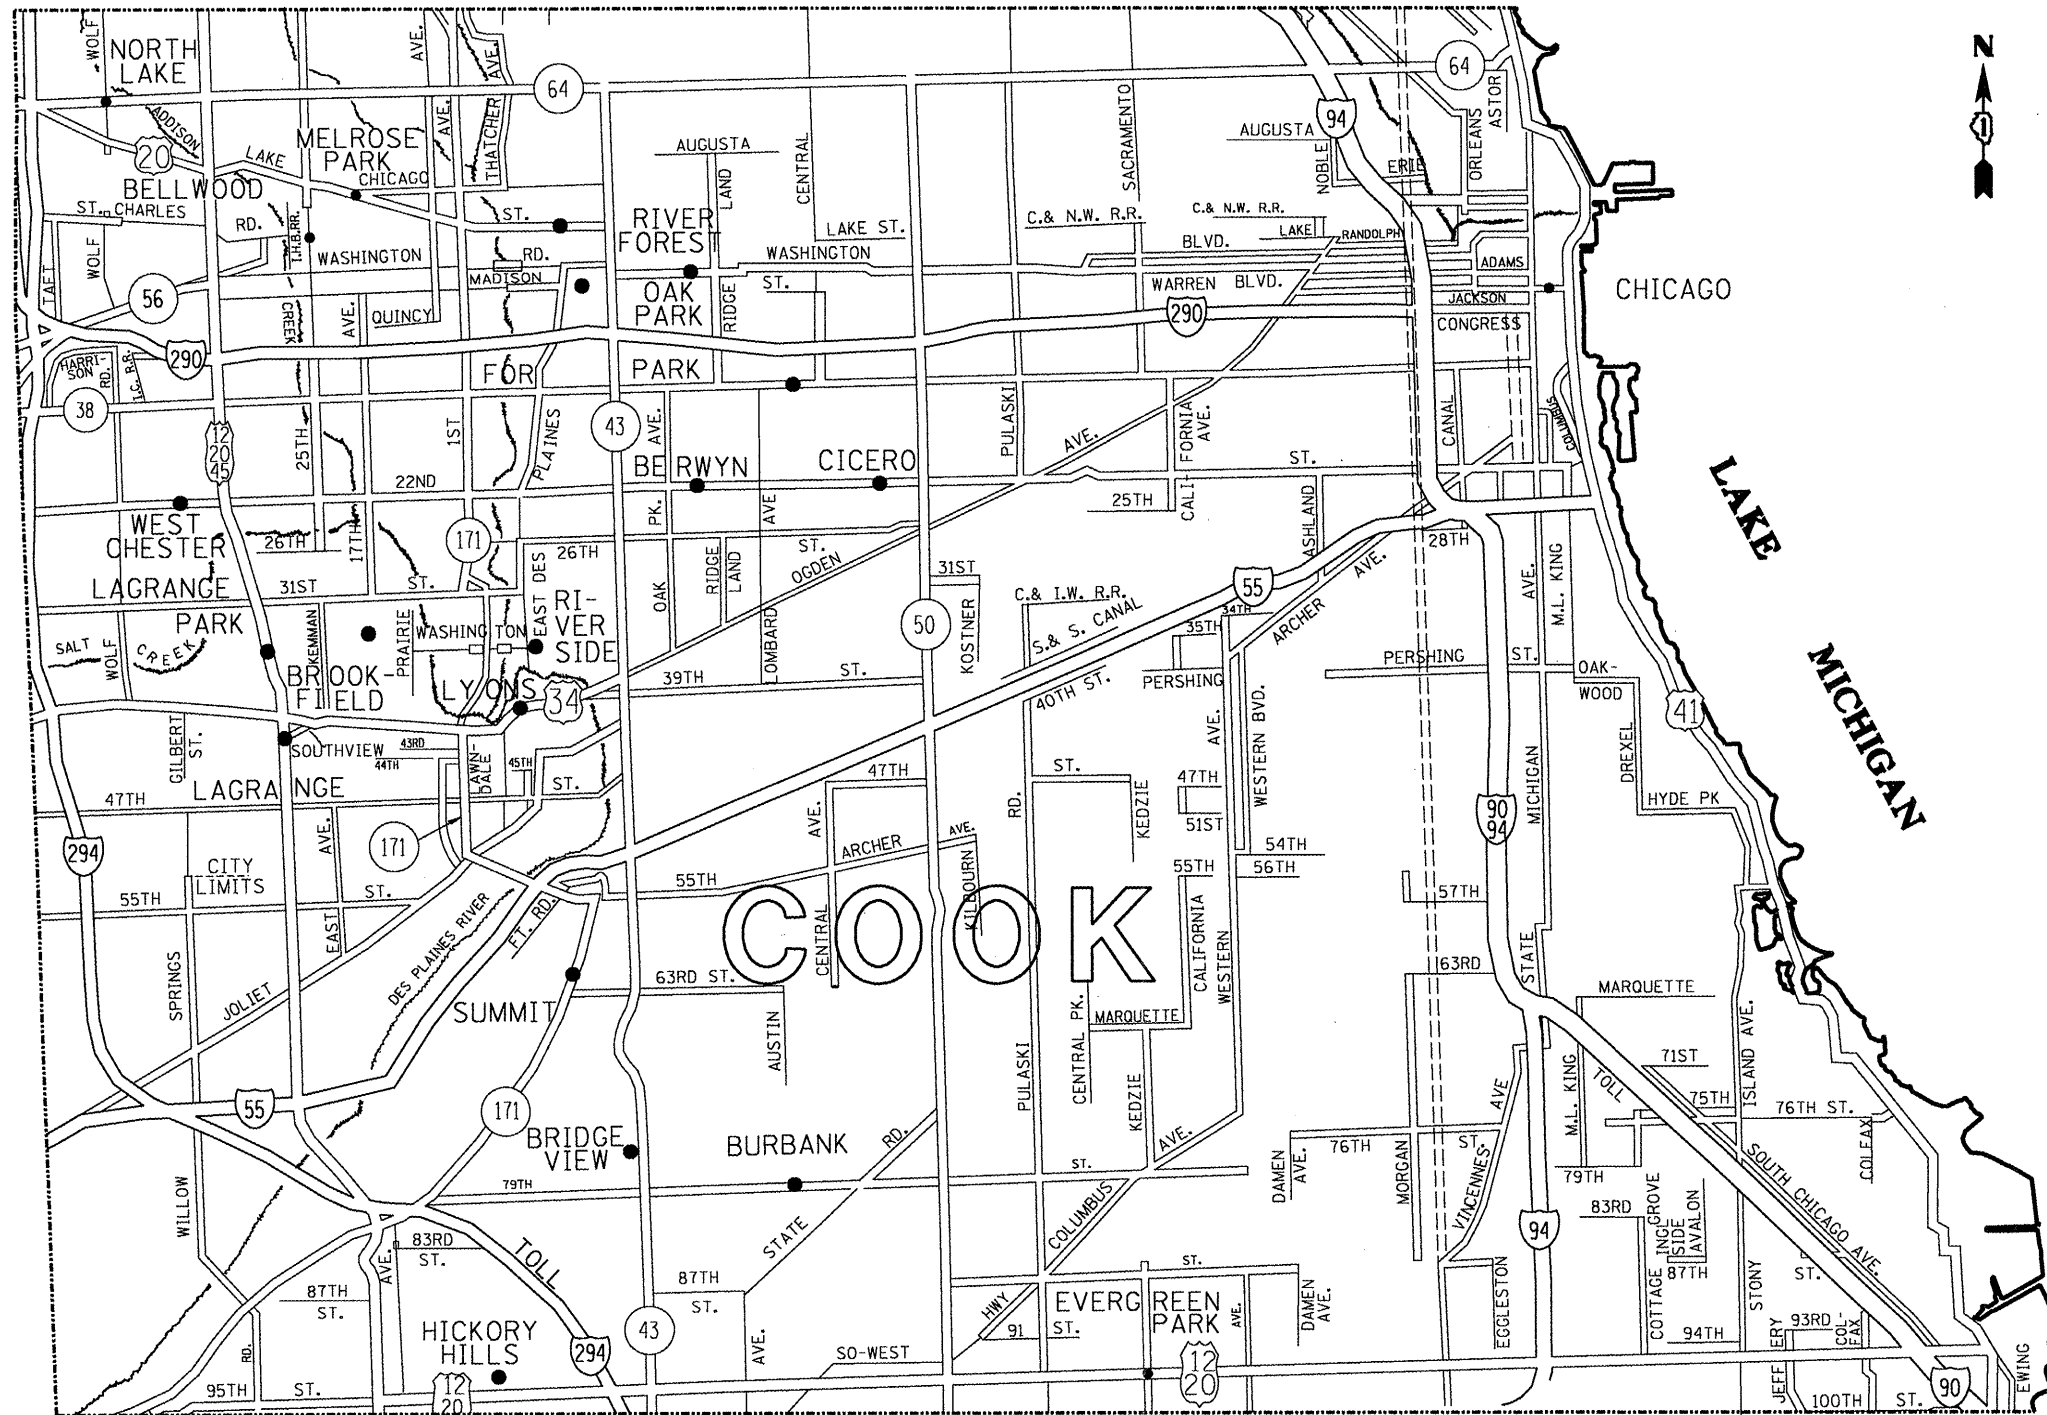 WOLF
AVE.
AVE.
N
NORTH
LAKE
64
64
ADDISON
AVE.
THATCHER
SACRAMENTO
94
ORLEANS
ASTOR
1
20
LAKE
MELROSE
PARK
CHICAGO
AUGUSTA
AUGUSTA
CENTRAL
NOBLE
ERIE
BELLWOOD
LAND
ST. CHARLES
RD.
I.H.B.RR.
ST.
RIVER
FOREST
LAKE ST.
C.& N.W. R.R.
C.& N.W. R.R.
LAKE
RANDOLPH
WOLF
WASHINGTON
RD.
WASHINGTON
BLVD.
TAFT
56
MADISON
OAK
PARK
RIDGE
ST.
WARREN BLVD.
ADAMS
CHICAGO
CREEK
AVE.
QUINCY
290
JACKSON
CONGRESS
HARRI-
SON
RD.
I.C. R.R.
290
FOR PARK
38
43
12
20
45
25TH
1ST
PLAINES
AVE.
PULASKI
AVE.
CALI-
FORNIA
AVE.
CANAL
COLUMBUS
BERWYN
CICERO
ST.
22ND
PK.
AVE
25TH
CALI-
ASHLAND
LAKE
WEST
CHESTER
26TH
17TH
171
26TH
ST.
OGDEN
28TH
LAGRANGE
PARK
31ST
ST.
EAST DES
RI-
VER
SIDE
OAK
RIDGE
LAND
31ST
KOSTNER
C.& I.W. R.R.
55
AVE.
AVE.
M.L. KING
SALT
CREEK
WOLF
KEMMAN
PRAIRIE
WASHINGTON
LOMBARD
50
S.& S. CANAL
34TH
35TH
ARCHER
MICHIGAN
BROOK-
FIELD
LYONS
34
39TH
ST.
40TH ST.
PERSHING
PERSHING
ST.
OAK-
WOOD
41
GILBERT
ST.
SOUTHVIEW
43RD
44TH
LAWN-
DALE
45TH
AVE.
WESTERN BVD.
MICHIGAN
DREXEL
LAGRANGE
47TH
ST.
47TH
ST.
47TH
HYDE PK
294
AVE.
171
AVE.
ARCHER
AVE.
RD.
KEDZIE
51ST
90
94
CITY
LIMITS
54TH
55TH
ST.
55TH
55TH
56TH
57TH
EAST
DES PLAINES RIVER
FT. RD.
COOK
CENTRAL
KILBOURN
CALIFORNIA
WESTERN
STATE
SPRINGS
JOLIET
SUMMIT
63RD ST.
63RD
AUSTIN
CENTRAL PK.
MARQUETTE
MARQUETTE
ISLAND AVE.
PULASKI
KEDZIE
71ST
M.L. KING
TOLL
55
171
75TH
76TH ST.
AVE
BRIDGE
VIEW
BURBANK
RD.
AVE.
76TH
ST.
COLFAX
79TH
ST.
DAMEN
AVE.
MORGAN
VINCENNES
79TH
SOUTH CHICAGO AVE.
WILLOW
STATE
COLUMBUS
94
83RD
COTTAGE GROVE
INGL
SIDE
AVALON
83RD
ST.
AVE.
TOLL
87TH
ST.
87TH
ST.
ST.
87TH
ST.
HWY
91
ST.
EVERGREEN
PARK
AVE.
DAMEN
AVE.
EGGLESTON
STONY
JEFFERY
93RD
COL-
FAX
94TH
HICKORY
HILLS
43
294
RD.
AVE.
SO-WEST
12
20
EWING
95TH
ST.
12
20
100TH
ST.
90